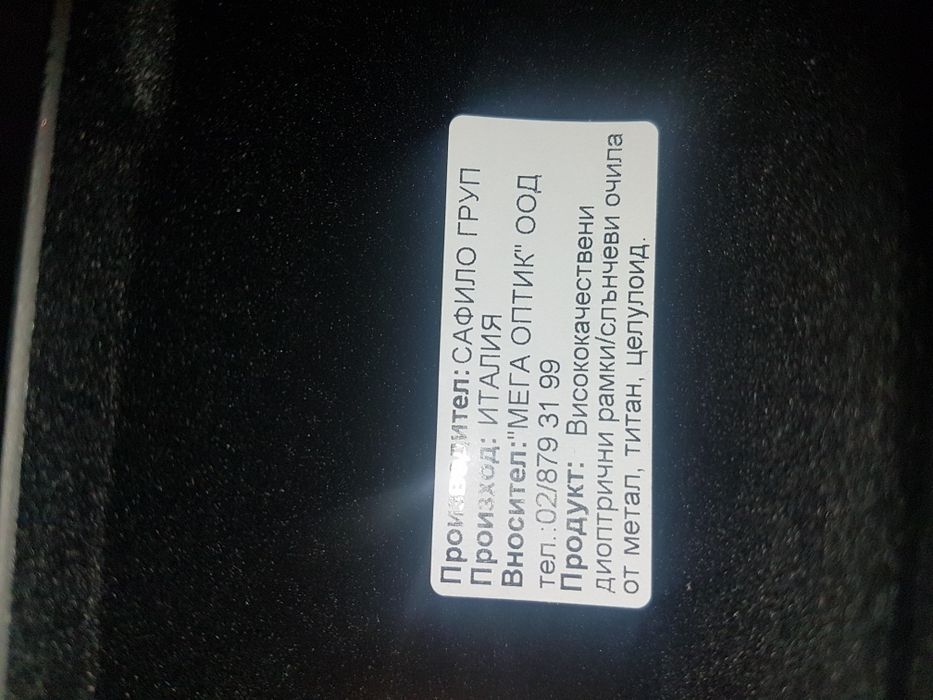 Производител: САФИЛО ГРУП
Произход: ИТАЛИЯ
Вносител:"МЕГА ОПТИК" ООД
тел.:02/879 31 99
Продукт: Висококачествени
диоптрични рамки/слънчеви очила
от метал, титан, целулоид.